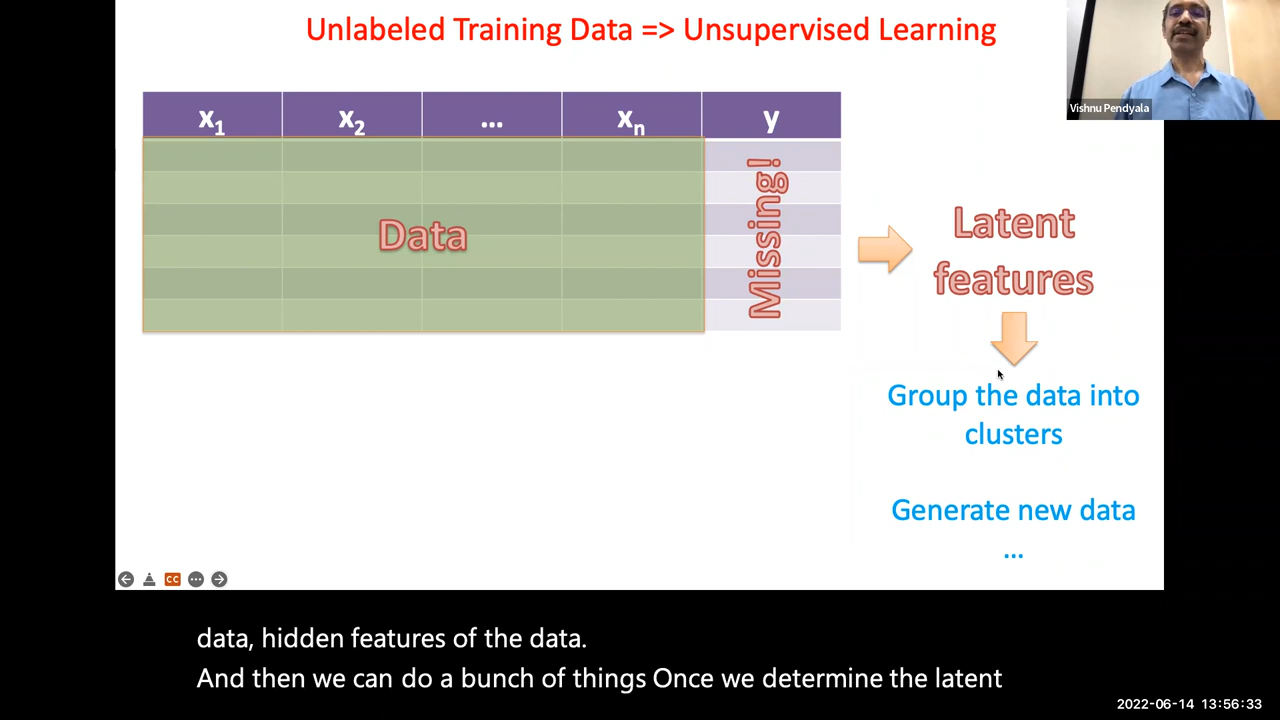 Unlabeled Training Data => Unsupervised Learning
Vishnu Pendyala
x1 x2 ... xn y
Data
Missing!
Latent
features
Group the data into
clusters
Generate new data
...
CC
data, hidden features of the data.
And then we can do a bunch of things Once we determine the latent
2022-06-14 13:56:33